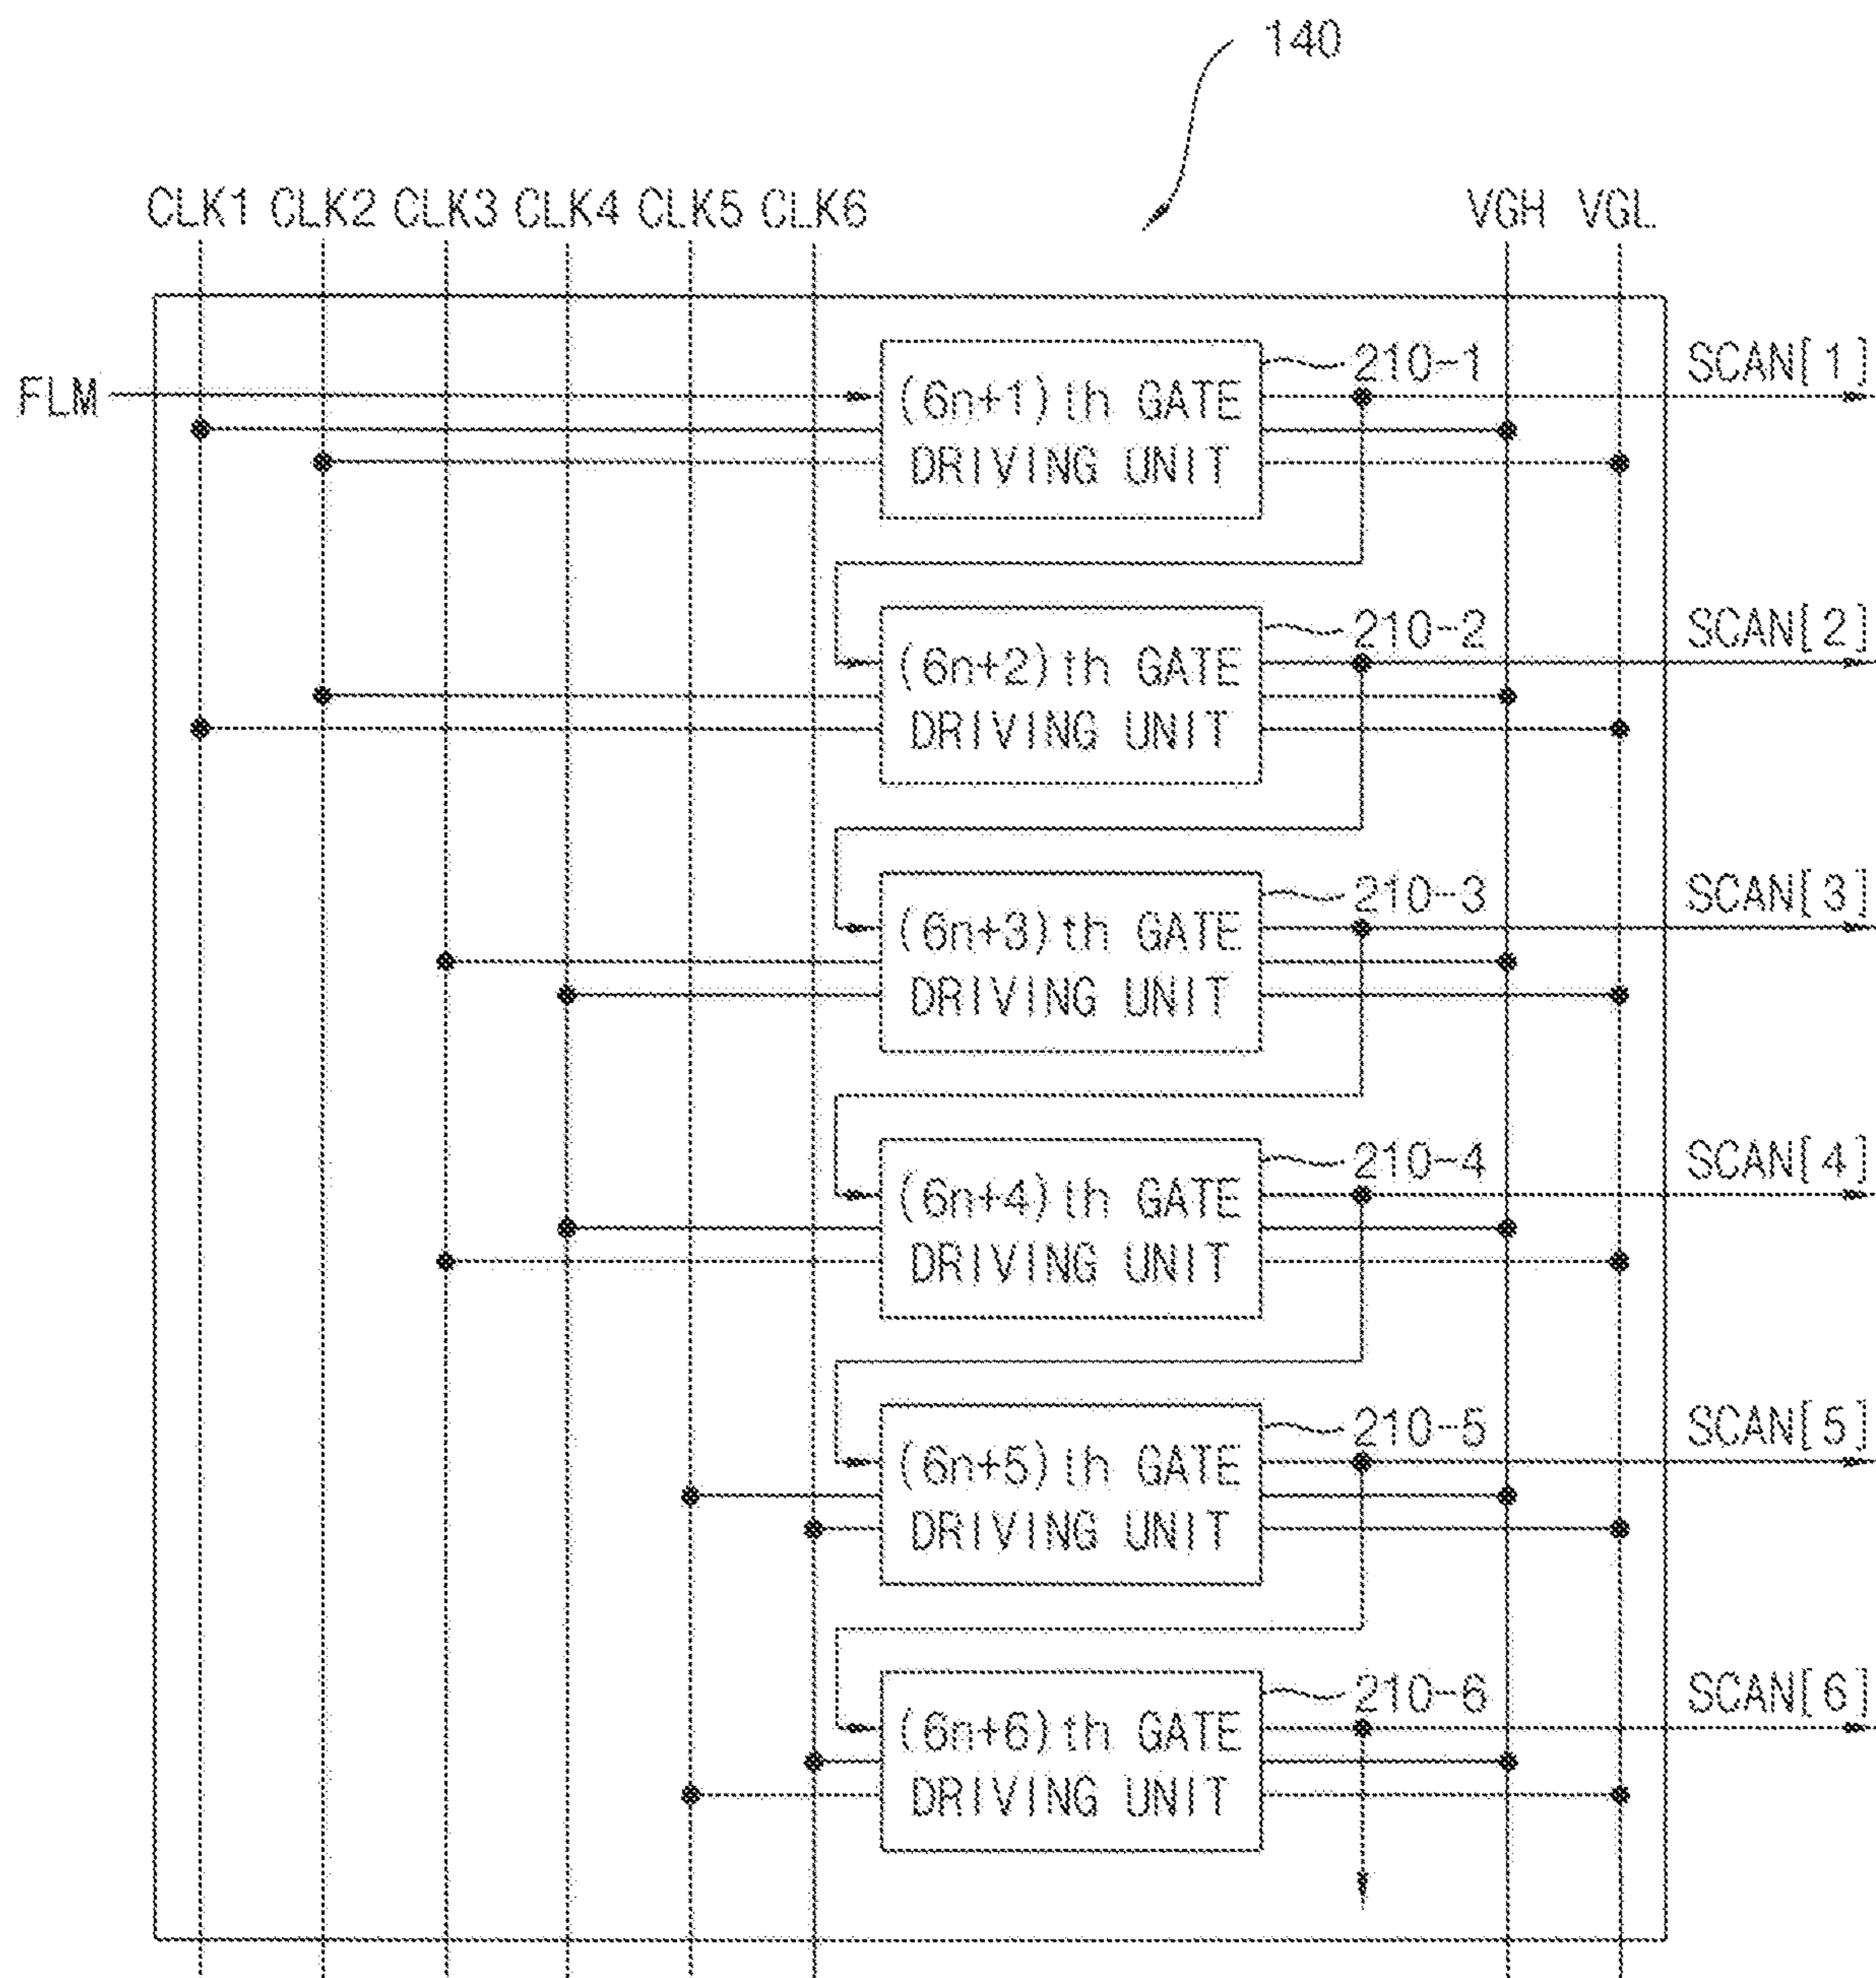 140
CLK1 CLK2 CLK3 CLK4 CLK5 CLK6 VGH VGL
210-1 SCAN[1]
FLM (6n+1)th GATE
DRIVING UNIT
210-2 SCAN[2]
(6n+2)th GATE
DRIVING UNIT
210-3 SCAN[3]
(6n+3)th GATE
DRIVING UNIT
210-4 SCAN[4]
(6n+4)th GATE
DRIVING UNIT
210-5 SCAN[5]
(6n+5)th GATE
DRIVING UNIT
210-6 SCAN[6]
(6n+6)th GATE
DRIVING UNIT